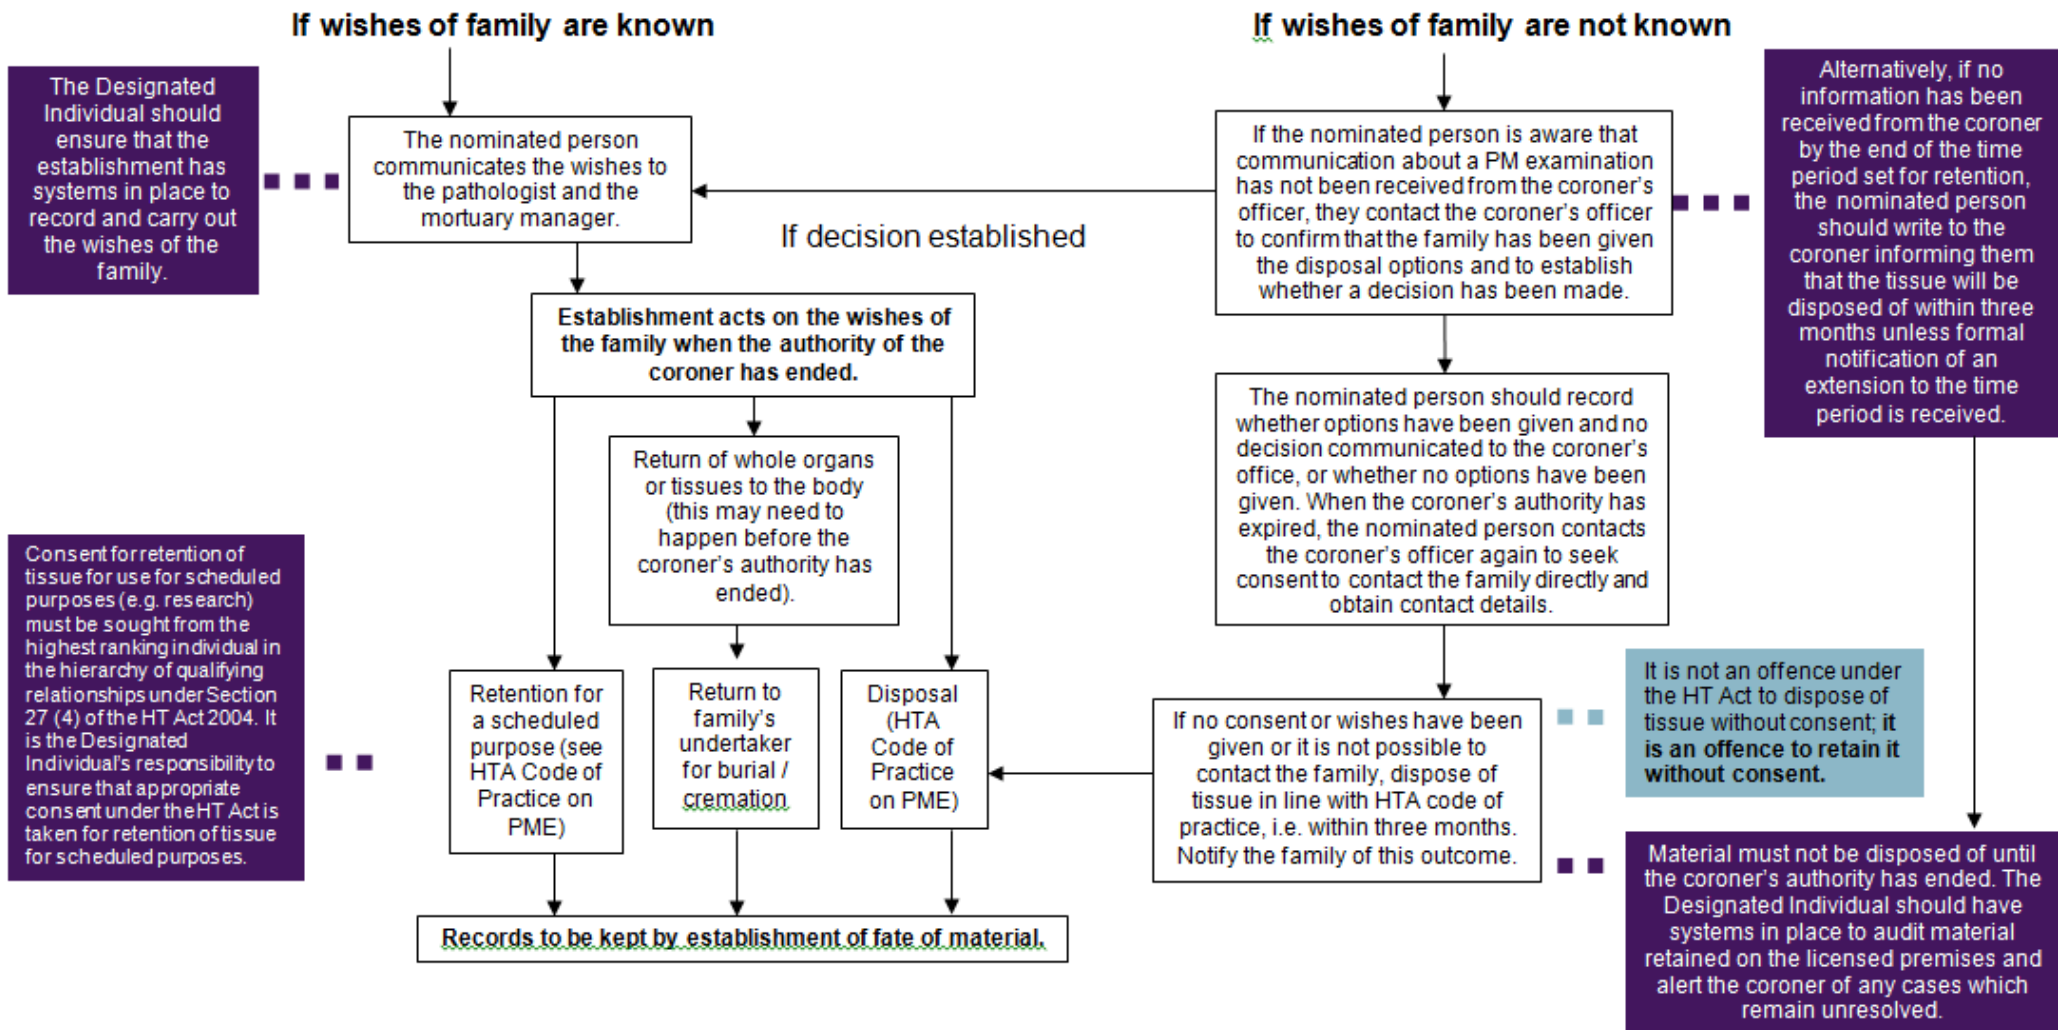 If wishes of family are known
The Designated
Individual should
ensure that the
establishment has
systems in place to
record and carry out
the wishes of the
family.
The nominated person
communicates the wishes to
the pathologist and the
mortuary manager.
If decision established
Establishment acts on the wishes of
the family when the authority of the
coroner has ended.
Return of whole organs
or tissues to the body
(this may need to
happen before the
coroner's authority has
ended).
Consent for retention of
tissue for use for scheduled
purposes (e.g. research)
must be sought from the
highest ranking individual in
the hierarchy of qualifying
relationships under Section
27 (4) of the HT Act 2004. It
is the Designated
Individual's responsibility to
ensure that appropriate
consent under the HT Act is
taken for retention of tissue
for scheduled purposes.
Retention for
a scheduled
purpose (see
HTA Code of
Practice on
PME)
Return to
family's
undertaker
for burial /
cremation
Disposal
(HTA
Code of
Practice
on PME)
Records to be kept by establishment of fate of material.
If wishes of family are not known
If the nominated person is aware that
communication about a PM examination
has not been received from the coroner's
officer, they contact the coroner's officer
to confirm that the family has been given
the disposal options and to establish
whether a decision has been made.
Alternatively, if no
information has been
received from the coroner
by the end of the time
period set for retention,
the nominated person
should write to the
coroner informing them
that the tissue will be
disposed of within three
months unless formal
notification of an
extension to the time
period is received.
The nominated person should record
whether options have been given and no
decision communicated to the coroner's
office, or whether no options have been
given. When the coroner's authority has
expired, the nominated person contacts
the coroner's officer again to seek
consent to contact the family directly and
obtain contact details.
It is not an offence under
the HT Act to dispose of
tissue without consent; it
is an offence to retain it
without consent.
If no consent or wishes have been
given or it is not possible to
contact the family, dispose of
tissue in line with HTA code of
practice, i.e. within three months.
Notify the family of this outcome.
Material must not be disposed of until
the coroner's authority has ended. The
Designated Individual should have
systems in place to audit material
retained on the licensed premises and
alert the coroner of any cases which
remain unresolved.